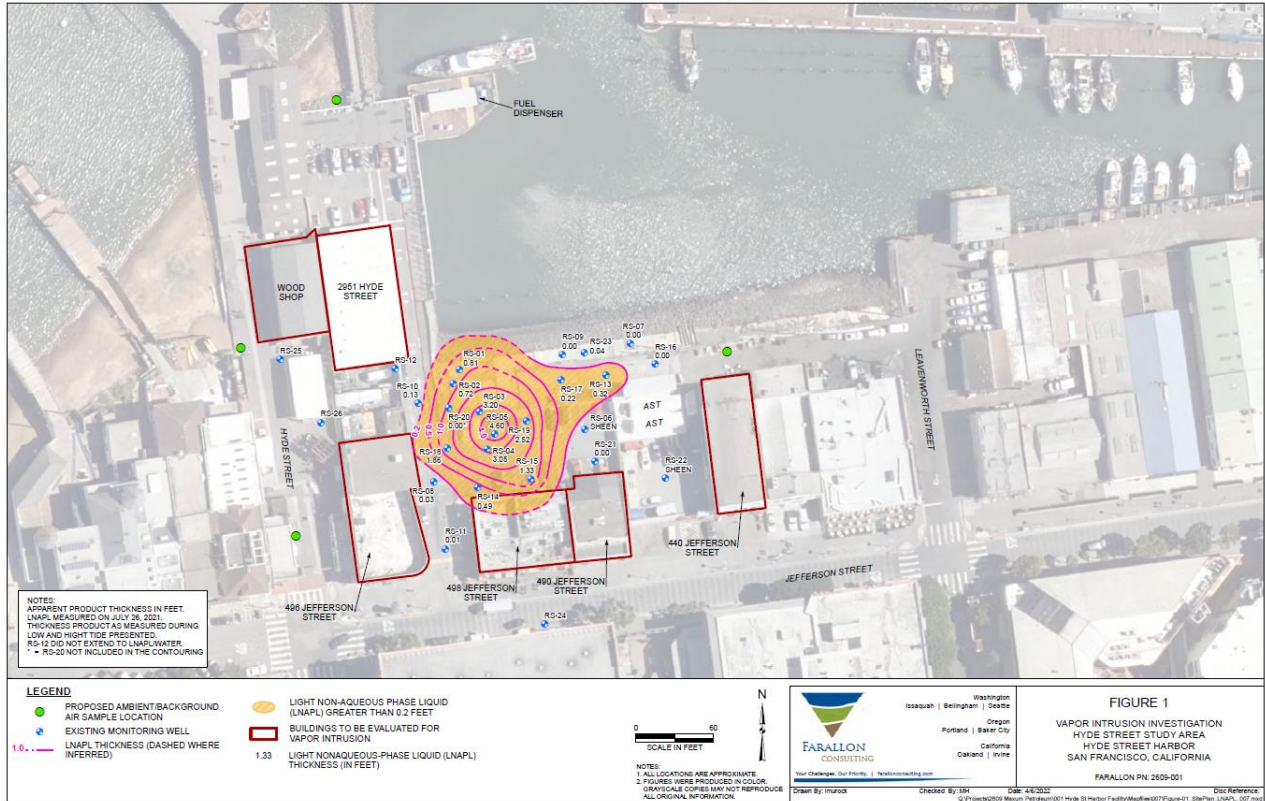 FUEL
DISPENSER
WOOD
SHOP
2951 HYDE
STREET
RS-25
RS-12
RS-26
RS-10
0.13
RS-01
0.81
RS-02
0.72
RS-03
3.20
RS-20
0.00*
RS-05
4.60
RS-19
2.52
RS-18
1.86
RS-04
3.05
RS-15
1.33
RS-08
0.03
RS-14
0.49
RS-11
0.01
RS-09
0.00
RS-23
0.04
RS-07
0.00
RS-16
0.00
RS-17
0.22
RS-13
0.32
RS-06
SHEEN
RS-21
0.00
RS-22
SHEEN
RS-24
0.2
0.5
1.0
4.0
AST
AST
HYDE STREET
LEAVENWORTH STREET
JEFFERSON STREET
496 JEFFERSON
STREET
498 JEFFERSON
STREET
490 JEFFERSON
STREET
440 JEFFERSON
STREET
NOTES:
APPARENT PRODUCT THICKNESS IN FEET.
LNAPL MEASURED ON JULY 26, 2021.
THICKNESS PRODUCT AS MEASURED DURING
LOW AND HIGHT TIDE PRESENTED.
RS-12 DID NOT EXTEND TO LNAPL/WATER.
* = RS-20 NOT INCLUDED IN THE CONTOURING
LEGEND
PROPOSED AMBIENT/BACKGROUND
AIR SAMPLE LOCATION
EXISTING MONITORING WELL
1.0
LNAPL THICKNESS (DASHED WHERE
INFERRED)
LIGHT NON-AQUEOUS PHASE LIQUID
(LNAPL) GREATER THAN 0.2 FEET
BUILDINGS TO BE EVALUATED FOR
VAPOR INTRUSION
1.33 LIGHT NONAQUEOUS-PHASE LIQUID (LNAPL)
THICKNESS (IN FEET)
N
0 60
SCALE IN FEET
NOTES:
1. ALL LOCATIONS ARE APPROXIMATE.
2. FIGURES WERE PRODUCED IN COLOR.
GRAYSCALE COPIES MAY NOT REPRODUCE
ALL ORIGINAL INFORMATION.
FARALLON
CONSULTING
Your Challenges. Our Priority. | farallonconsulting.com
Washington
Issaquah | Bellingham | Seattle
Oregon
Portland | Baker City
California
Oakland | Irvine
FIGURE 1
VAPOR INTRUSION INVESTIGATION
HYDE STREET STUDY AREA
HYDE STREET HARBOR
SAN FRANCISCO, CALIFORNIA
FARALLON PN: 2609-001
Drawn By: lmurock Checked By: MH Date: 4/6/2022 Disc Reference: